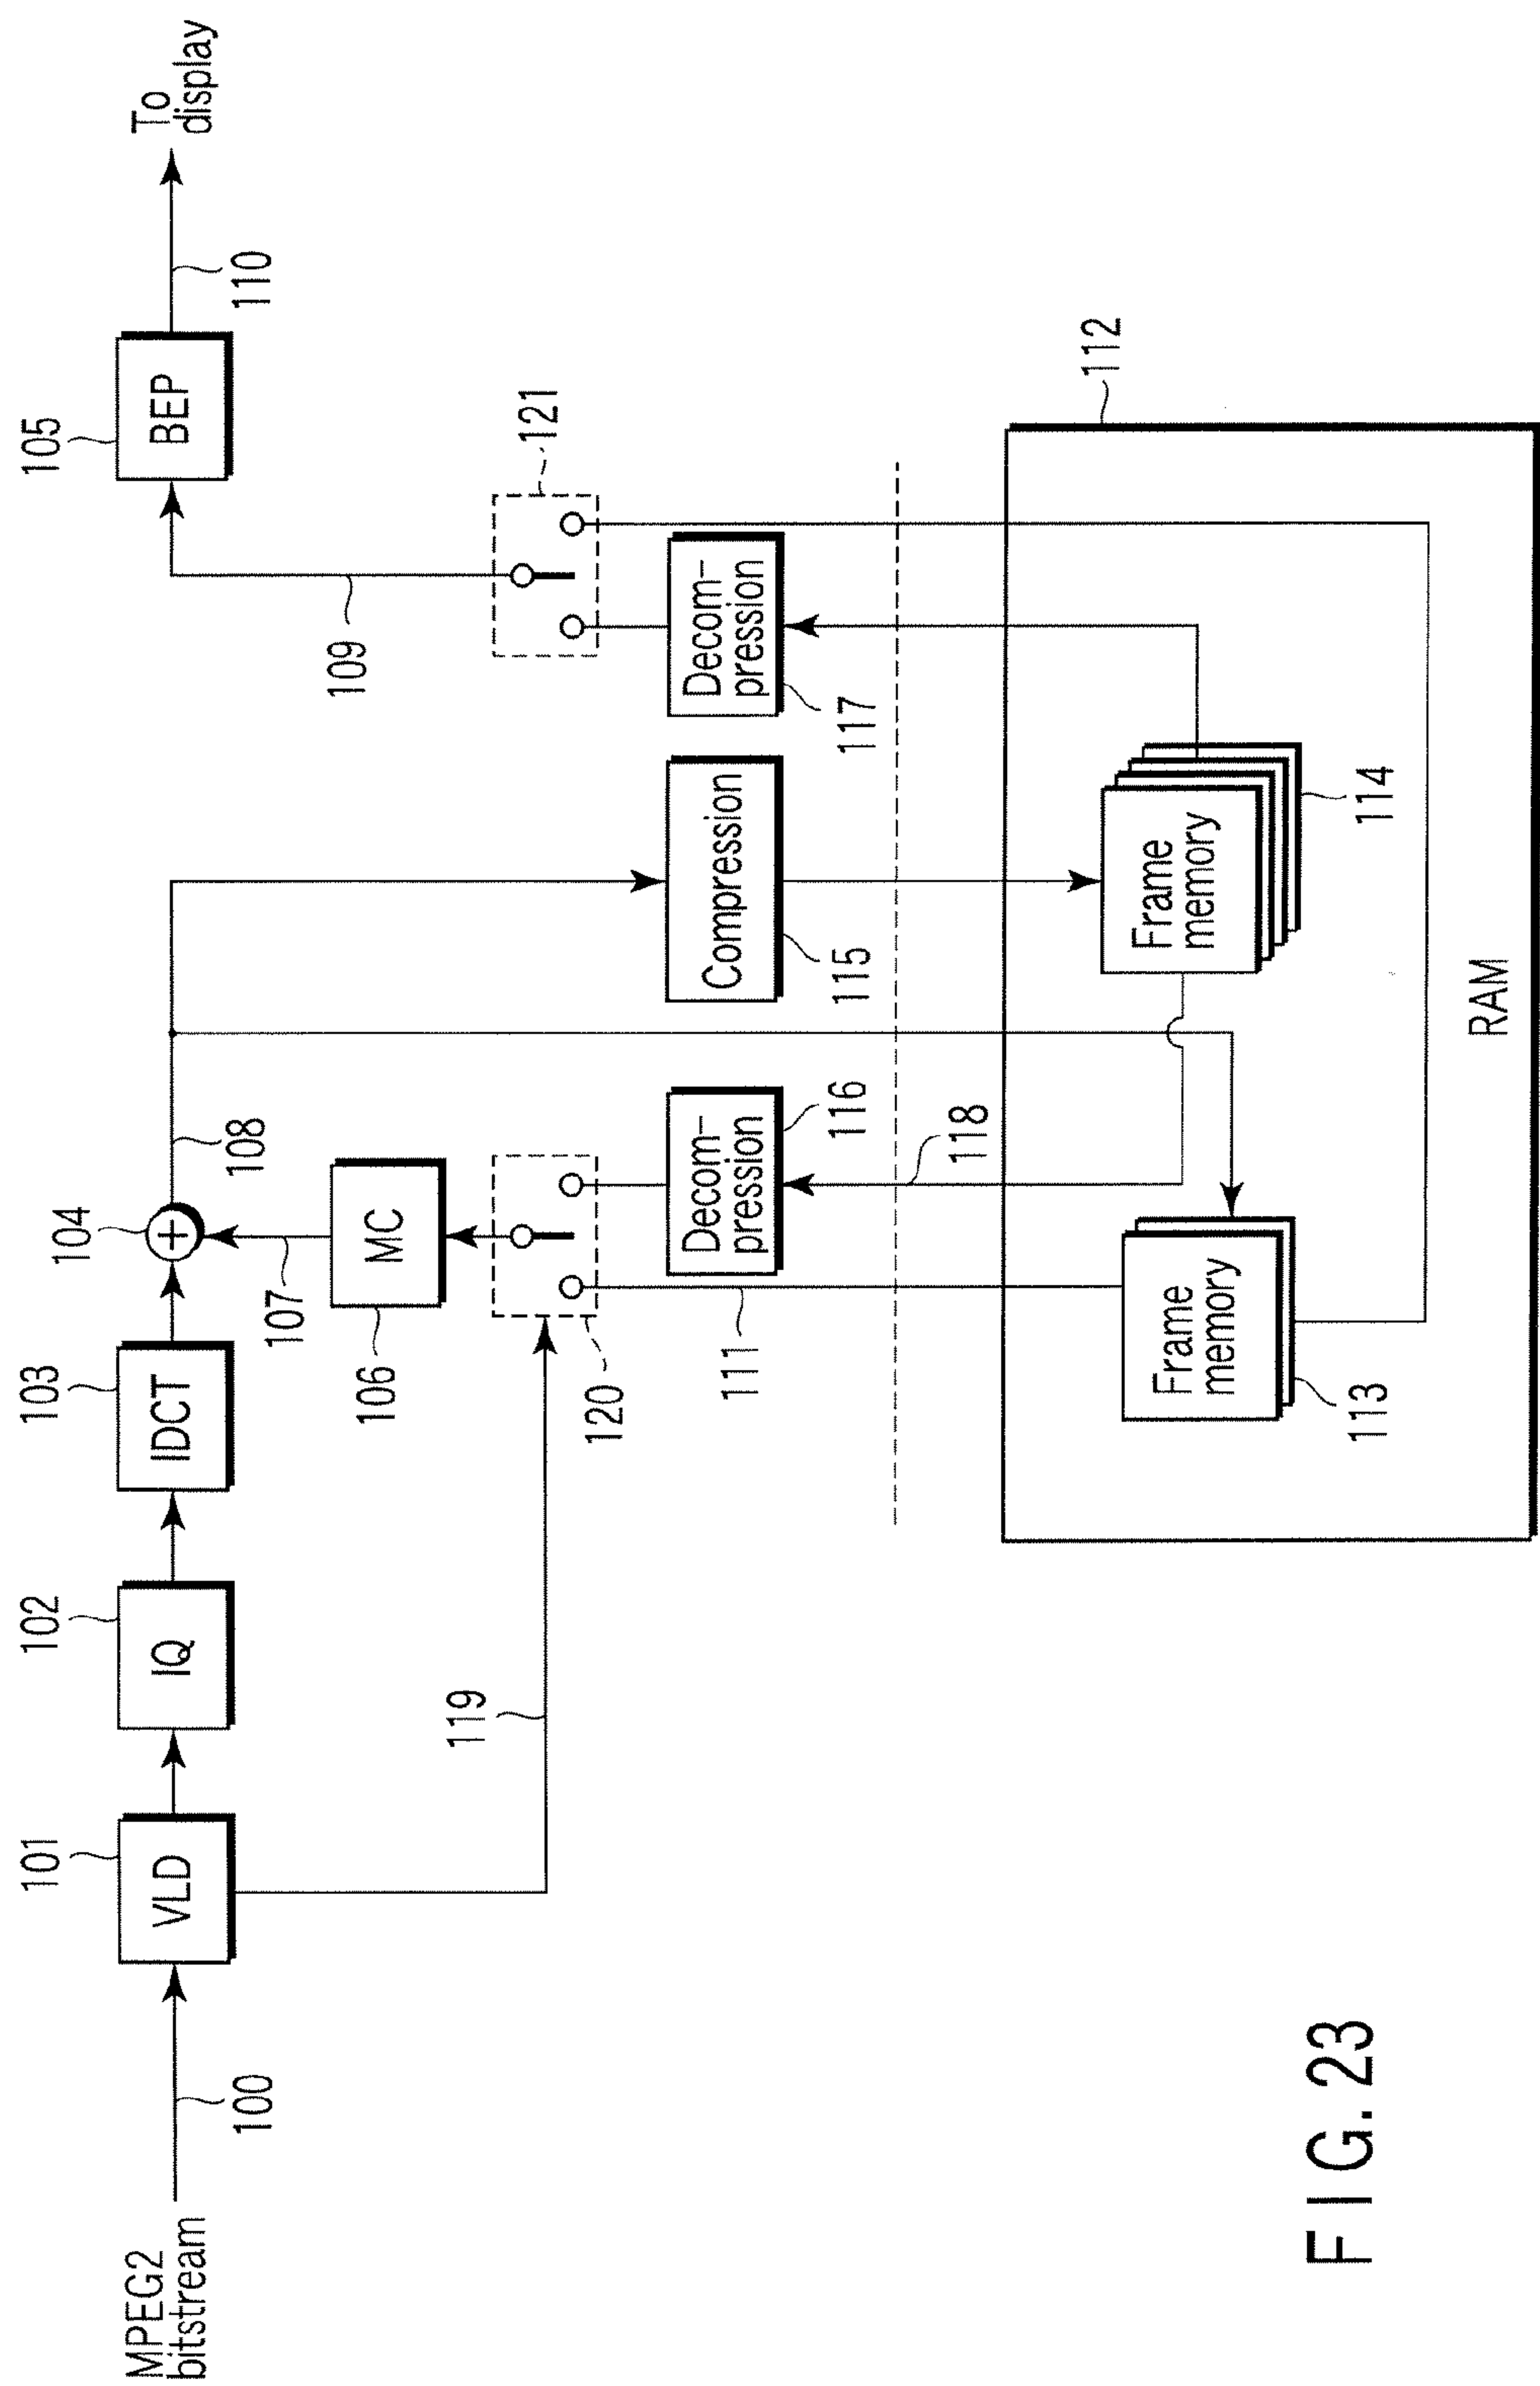 MPEG2
bitstream
100
101
VLD
102
IQ
103
IDCT
104
108
105
BEP
110
To
display
107
106
MC
109
119
120
121
111
Decom-
pression
116
Compression
115
Decom-
pression
117
118
112
Frame
memory
113
Frame
memory
114
RAM
FIG. 23